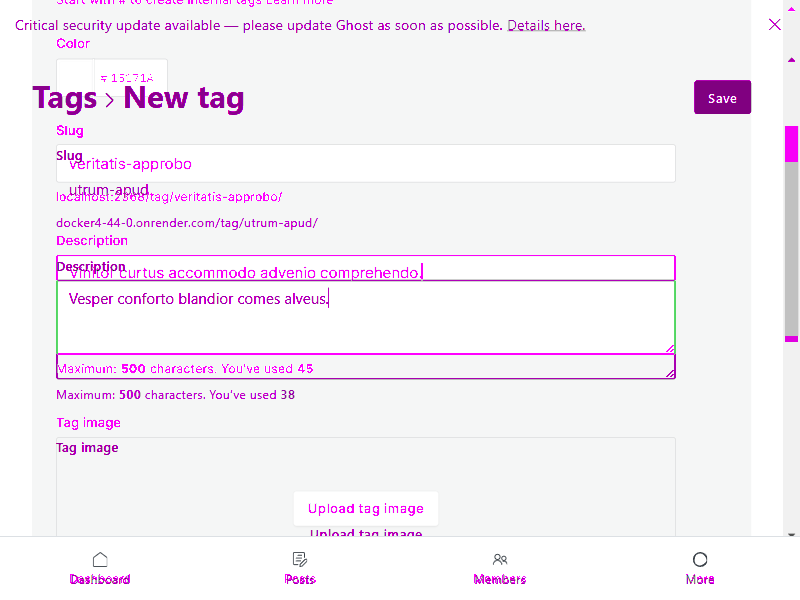 Start with # to create internal tags Learn more
Critical security update available — please update Ghost as soon as possible. Details here.
Color
# 15171A
Tags › New tag
Save
Slug
Slug
veritatis-approbo
utrum-apud
localhost:2368/tag/veritatis-approbo/
docker4-44-0.onrender.com/tag/utrum-apud/
Description
Description
Vinitor curtus accommodo advenio comprehendo.
Vesper conforto blandior comes alveus.
Maximum: 500 characters. You've used 45
Maximum: 500 characters. You've used 38
Tag image
Tag image
Upload tag image
Upload tag image
Dashboard
Posts
Members
More